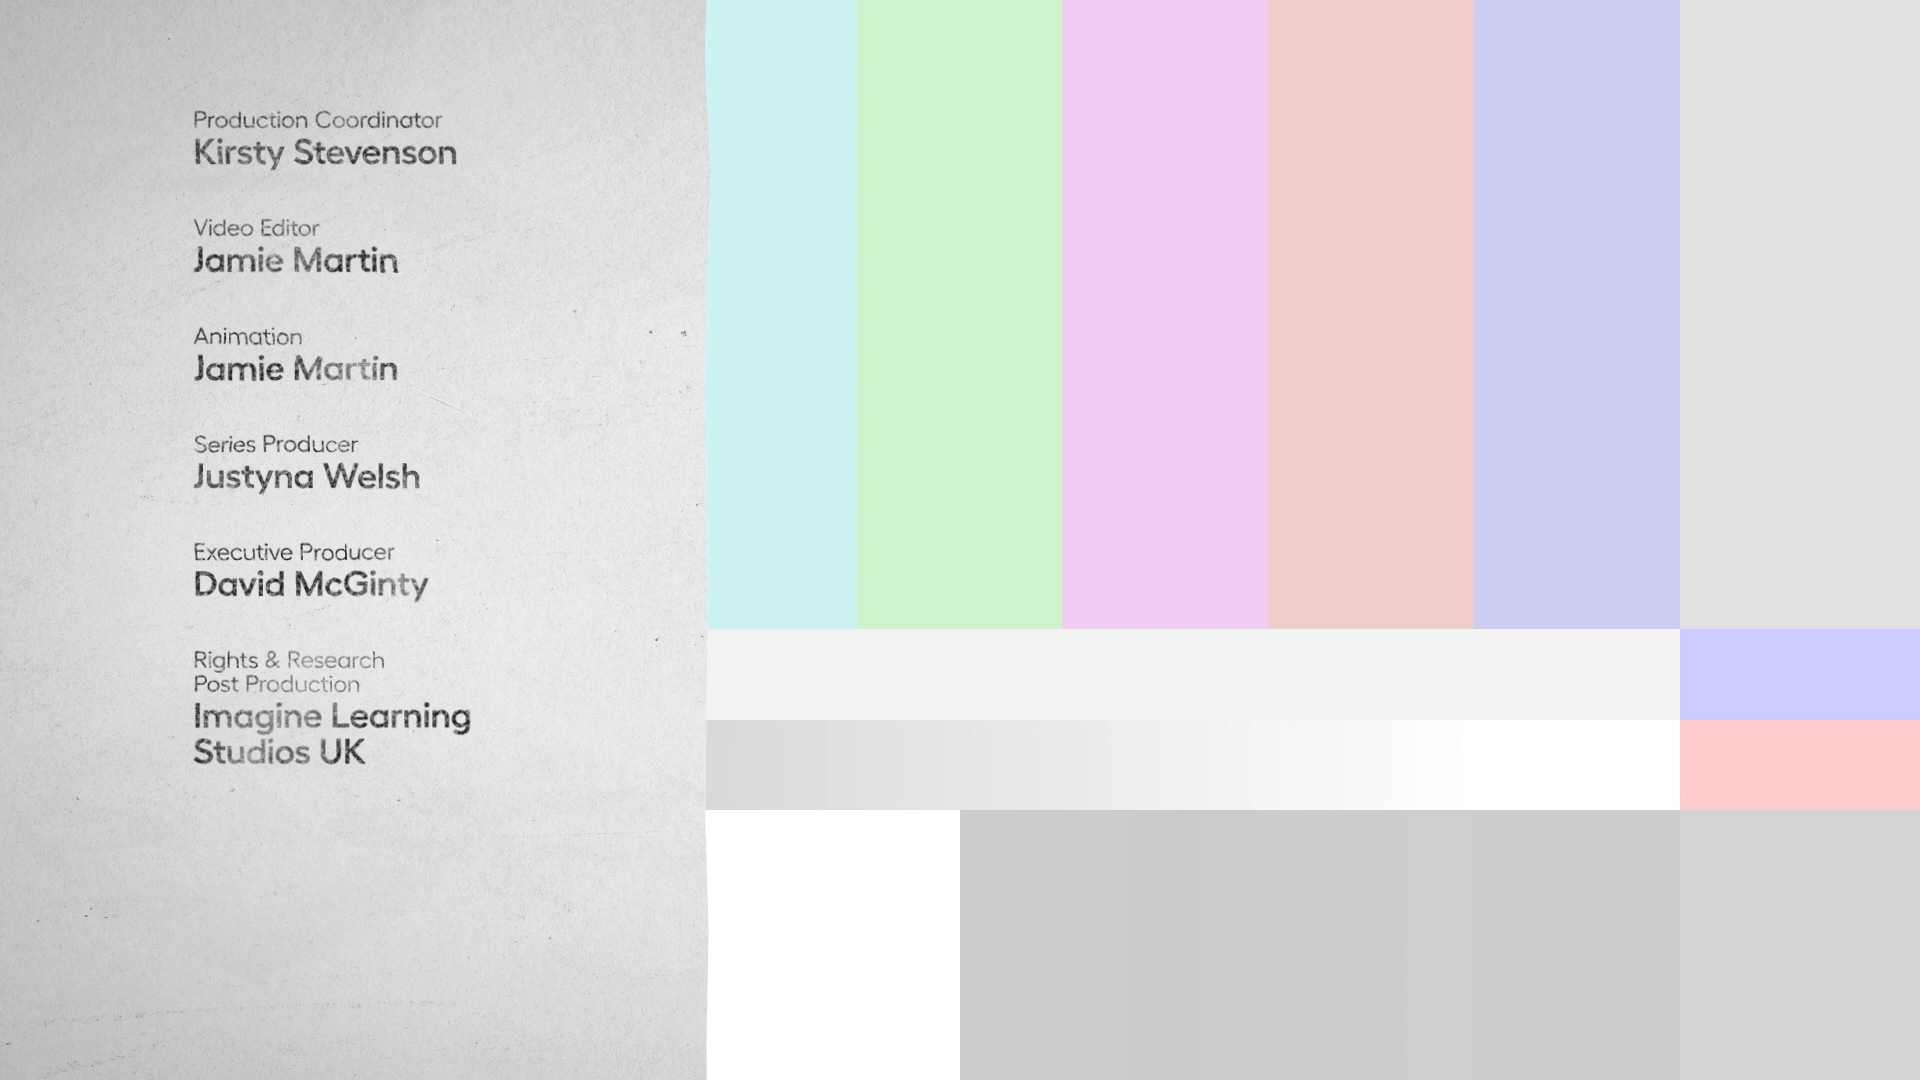 Production Coordinator
Kirsty Stevenson
Video Editor
Jamie Martin
Animation
Jamie Martin
Series Producer
Justyna Welsh
Executive Producer
David McGinty
Rights & Research
Post Production
Imagine Learning
Studios UK